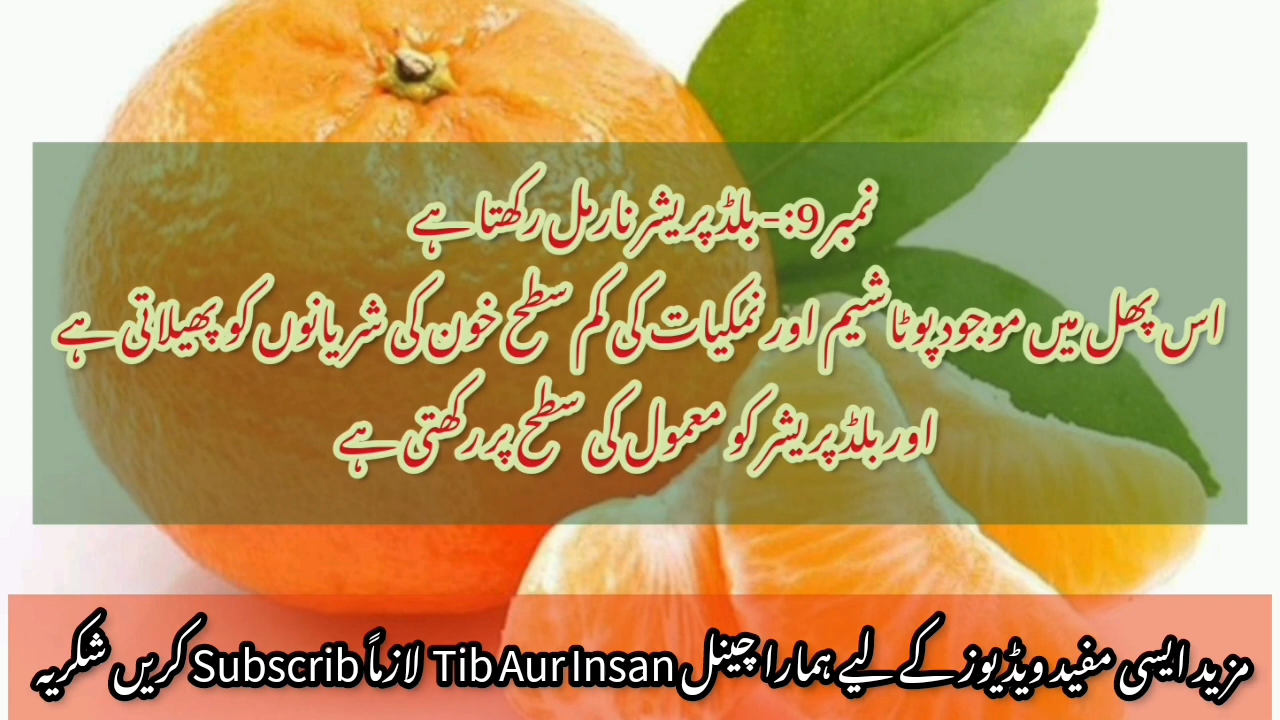 نمبر9:- بلڈ پریشر نارمل رکھتا ہے
اس پھل میں موجود پوٹاشیم اور نمکیات کی کم سطح خون کی شریانوں کو پھیلاتی ہے
اور بلڈ پریشر کو معمول کی سطح پر رکھتی ہے
مزید ایسی مفید ویڈیوز کے لیے ہمارا چینل Tib Aur Insan لازماً Subscrib کریں شکریہ